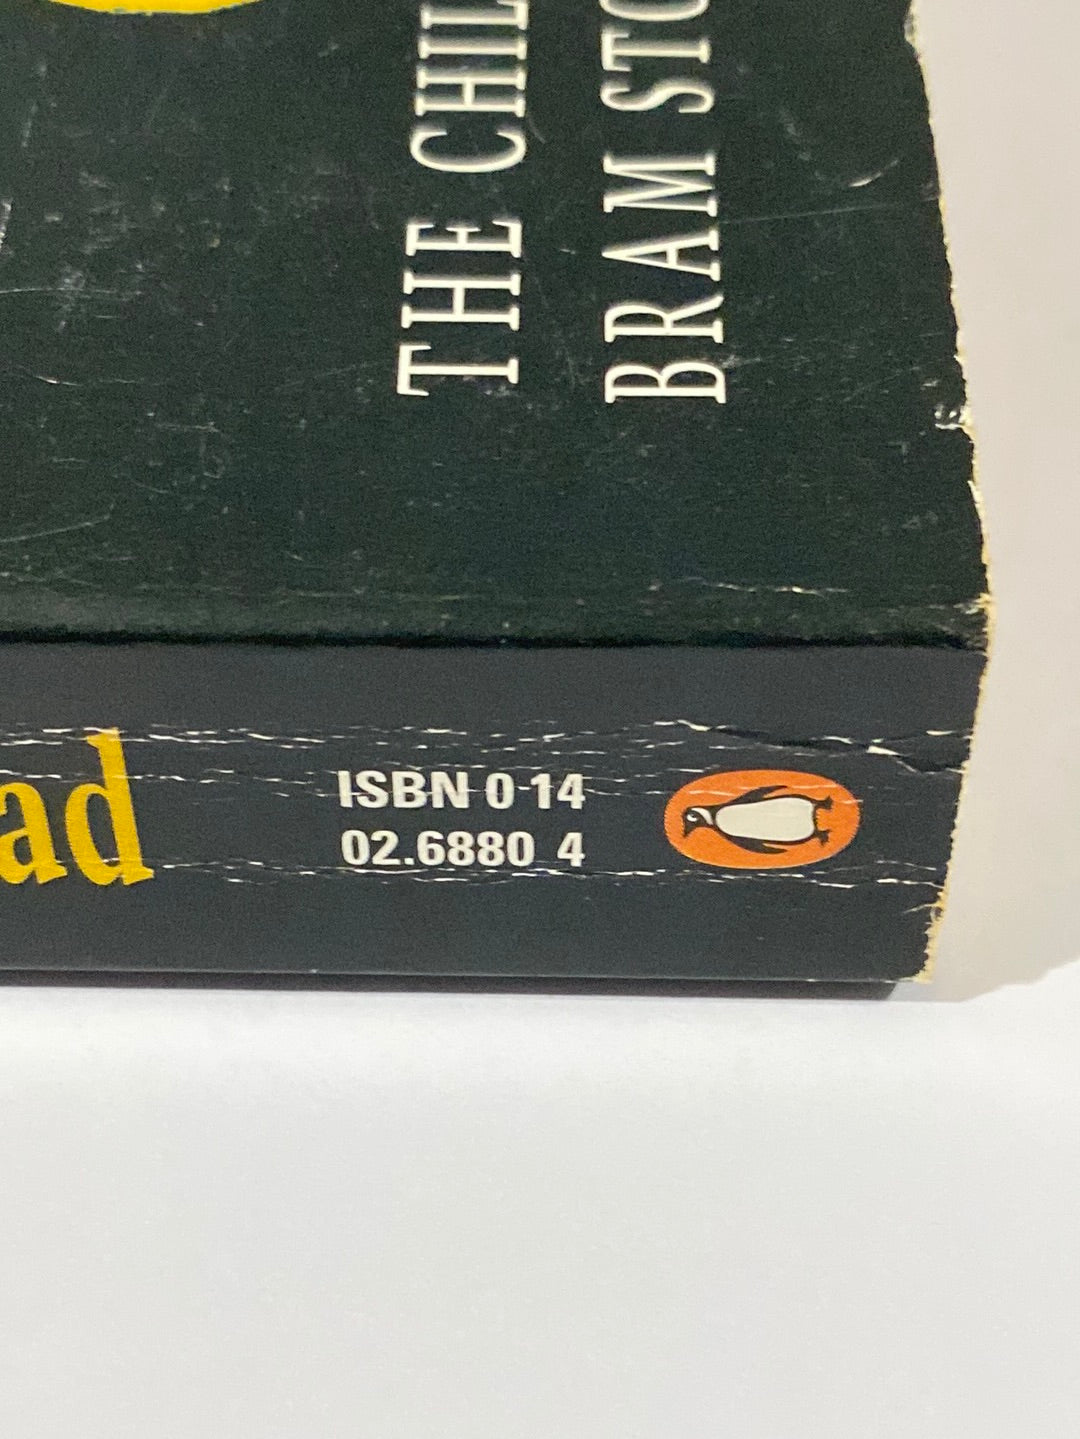 THE CHIL
BRAM STO
ad
ISBN 0-14
02.6880 4